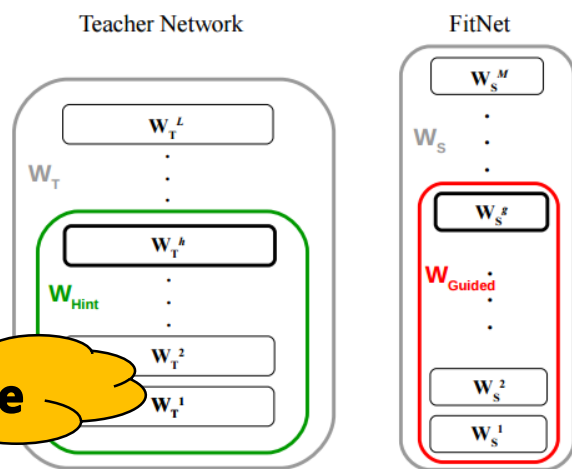 Teacher Network
W_T^L
W_T
W_T^h
W_Hint
W_T^2
W_T^1
FitNet
W_S^M
W_S
W_S^g
W_Guided
W_S^2
W_S^1